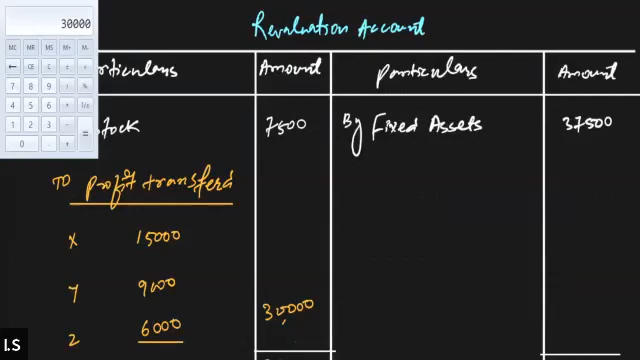 30000
MC MR MS M+ M-
← CE C ± √
7 8 9 / %
4 5 6 * 1/x
1 2 3 - =
0 . +
Revaluation Account
articulars Amount particulars Amount
Stock 7500 By Fixed Assets 37500
TO profit transferd
X 15000
Y 9000
30000
Z 6000
I.S